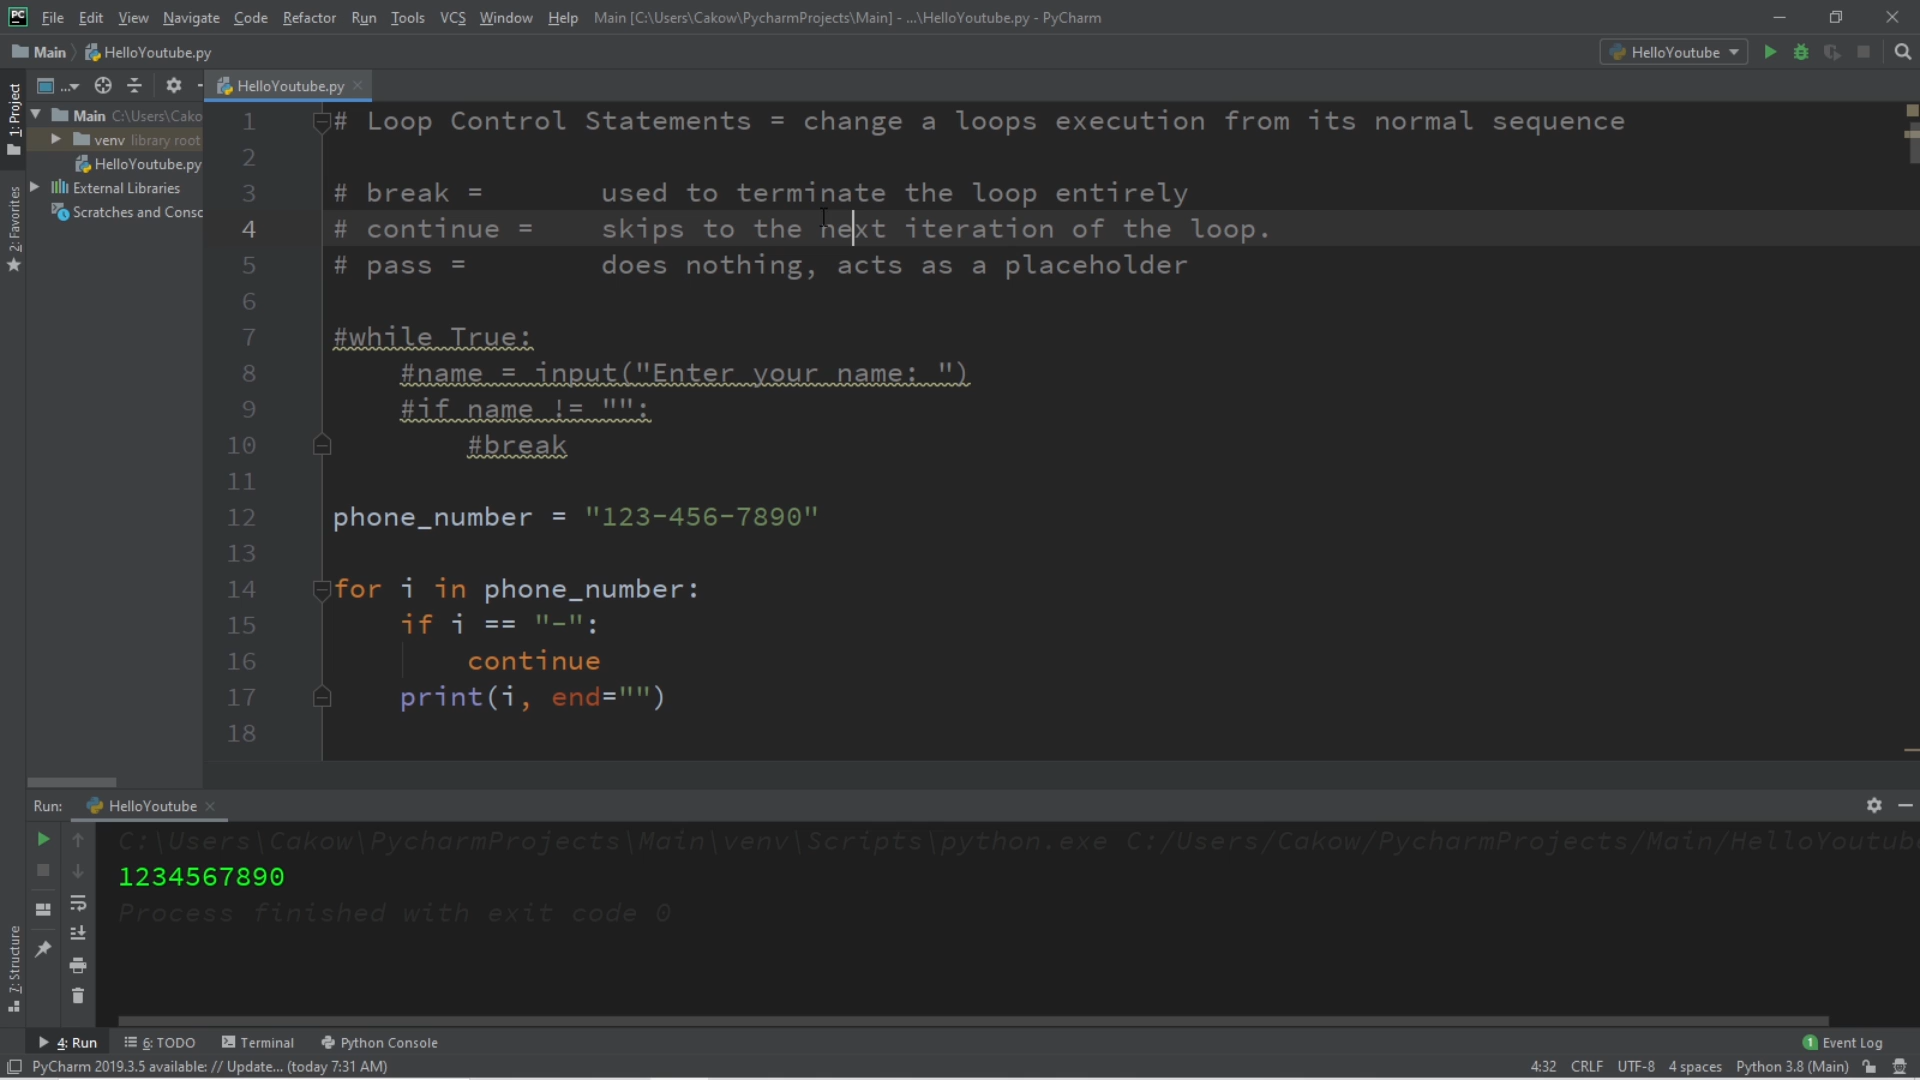 PC File Edit View Navigate Code Refactor Run Tools VCS Window Help Main [C:\Users\Cakow\PycharmProjects\Main] - ...\HelloYoutube.py - PyCharm
Main HelloYoutube.py HelloYoutube
... HelloYoutube.py
1: Project
2: Favorites
7: Structure
Main C:\Users\Cako
venv library root
HelloYoutube.py
External Libraries
Scratches and Consc
1 # Loop Control Statements = change a loops execution from its normal sequence
2
3 # break =       used to terminate the loop entirely
4 # continue =    skips to the next iteration of the loop.
5 # pass =        does nothing, acts as a placeholder
6
7 #while True:
8     #name = input("Enter your name: ")
9     #if name != "":
10         #break
11
12 phone_number = "123-456-7890"
13
14 for i in phone_number:
15     if i == "-":
16         continue
17     print(i, end="")
18
Run: HelloYoutube
C:\Users\Cakow\PycharmProjects\Main\venv\Scripts\python.exe C:/Users/Cakow/PycharmProjects/Main/HelloYoutub
1234567890
Process finished with exit code 0
4: Run 6: TODO Terminal Python Console 1 Event Log
PyCharm 2019.3.5 available: // Update... (today 7:31 AM) 4:32 CRLF UTF-8 4 spaces Python 3.8 (Main)